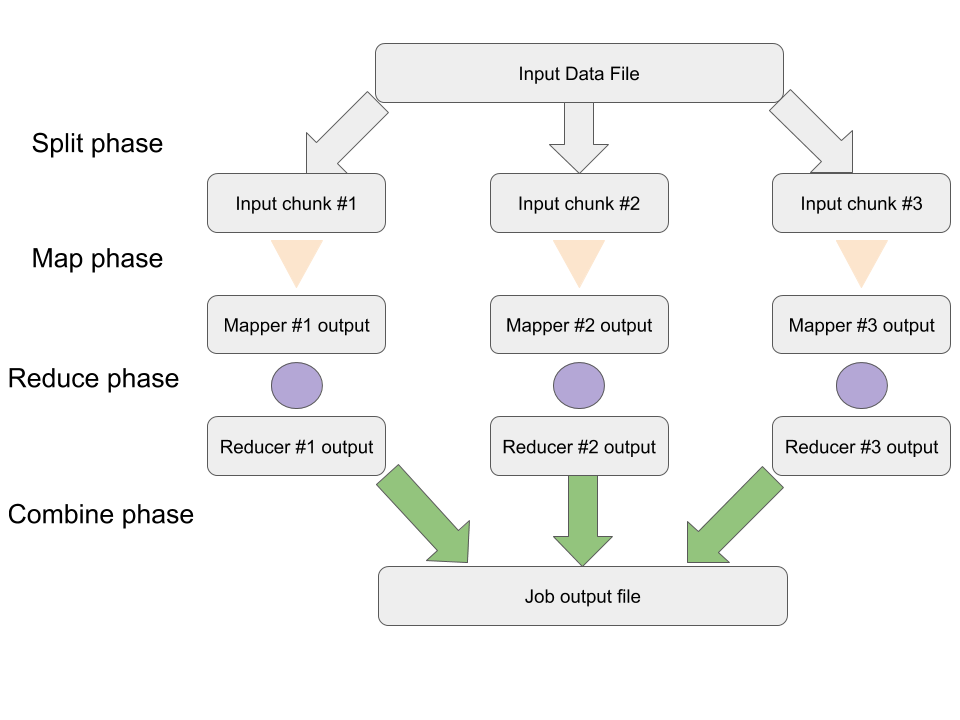 Input Data File
Split phase
Input chunk #1
Input chunk #2
Input chunk #3
Map phase
Mapper #1 output
Mapper #2 output
Mapper #3 output
Reduce phase
Reducer #1 output
Reducer #2 output
Reducer #3 output
Combine phase
Job output file